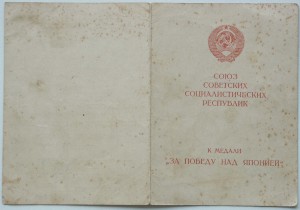 СОЮЗ
СОВЕТСКИХ
СОЦИАЛИСТИЧЕСКИХ
РЕСПУБЛИК
К МЕДАЛИ
„ЗА ПОБЕДУ НАД ЯПОНИЕЙ"